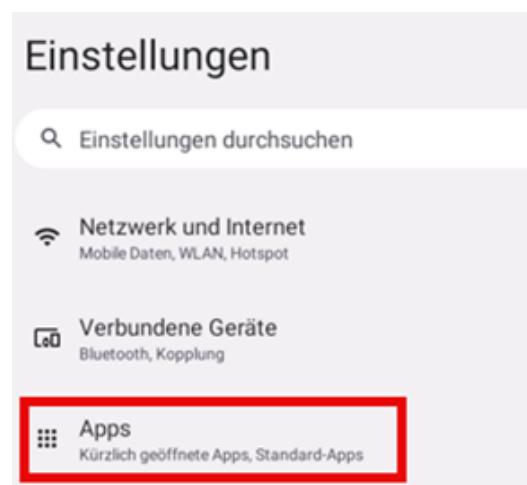 Einstellungen
Einstellungen durchsuchen
Netzwerk und Internet
Mobile Daten, WLAN, Hotspot
Verbundene Geräte
Bluetooth, Kopplung
Apps
Kürzlich geöffnete Apps, Standard-Apps